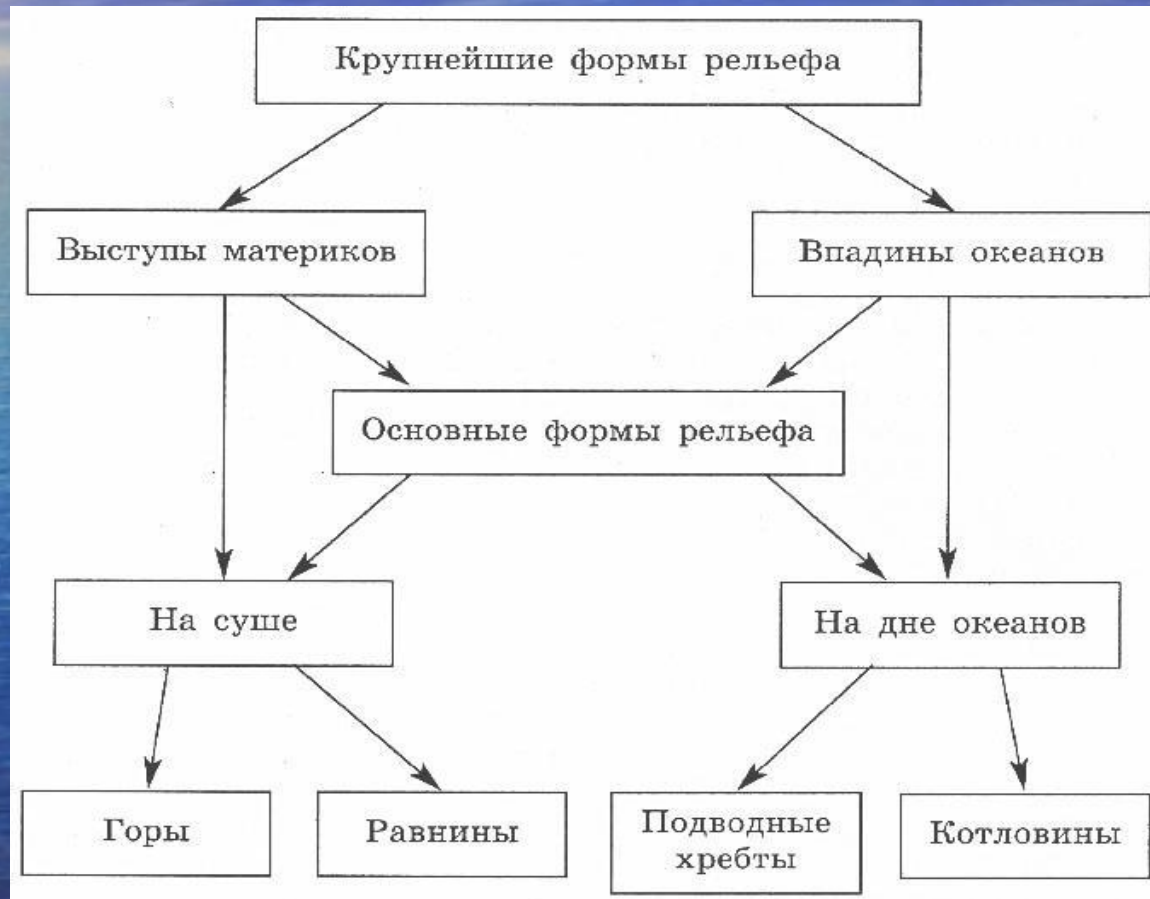 Крупнейшие формы рельефа
Выступы материков
Впадины океанов
Основные формы рельефа
На суше
На дне океанов
Горы
Равнины
Подводные
хребты
Котловины